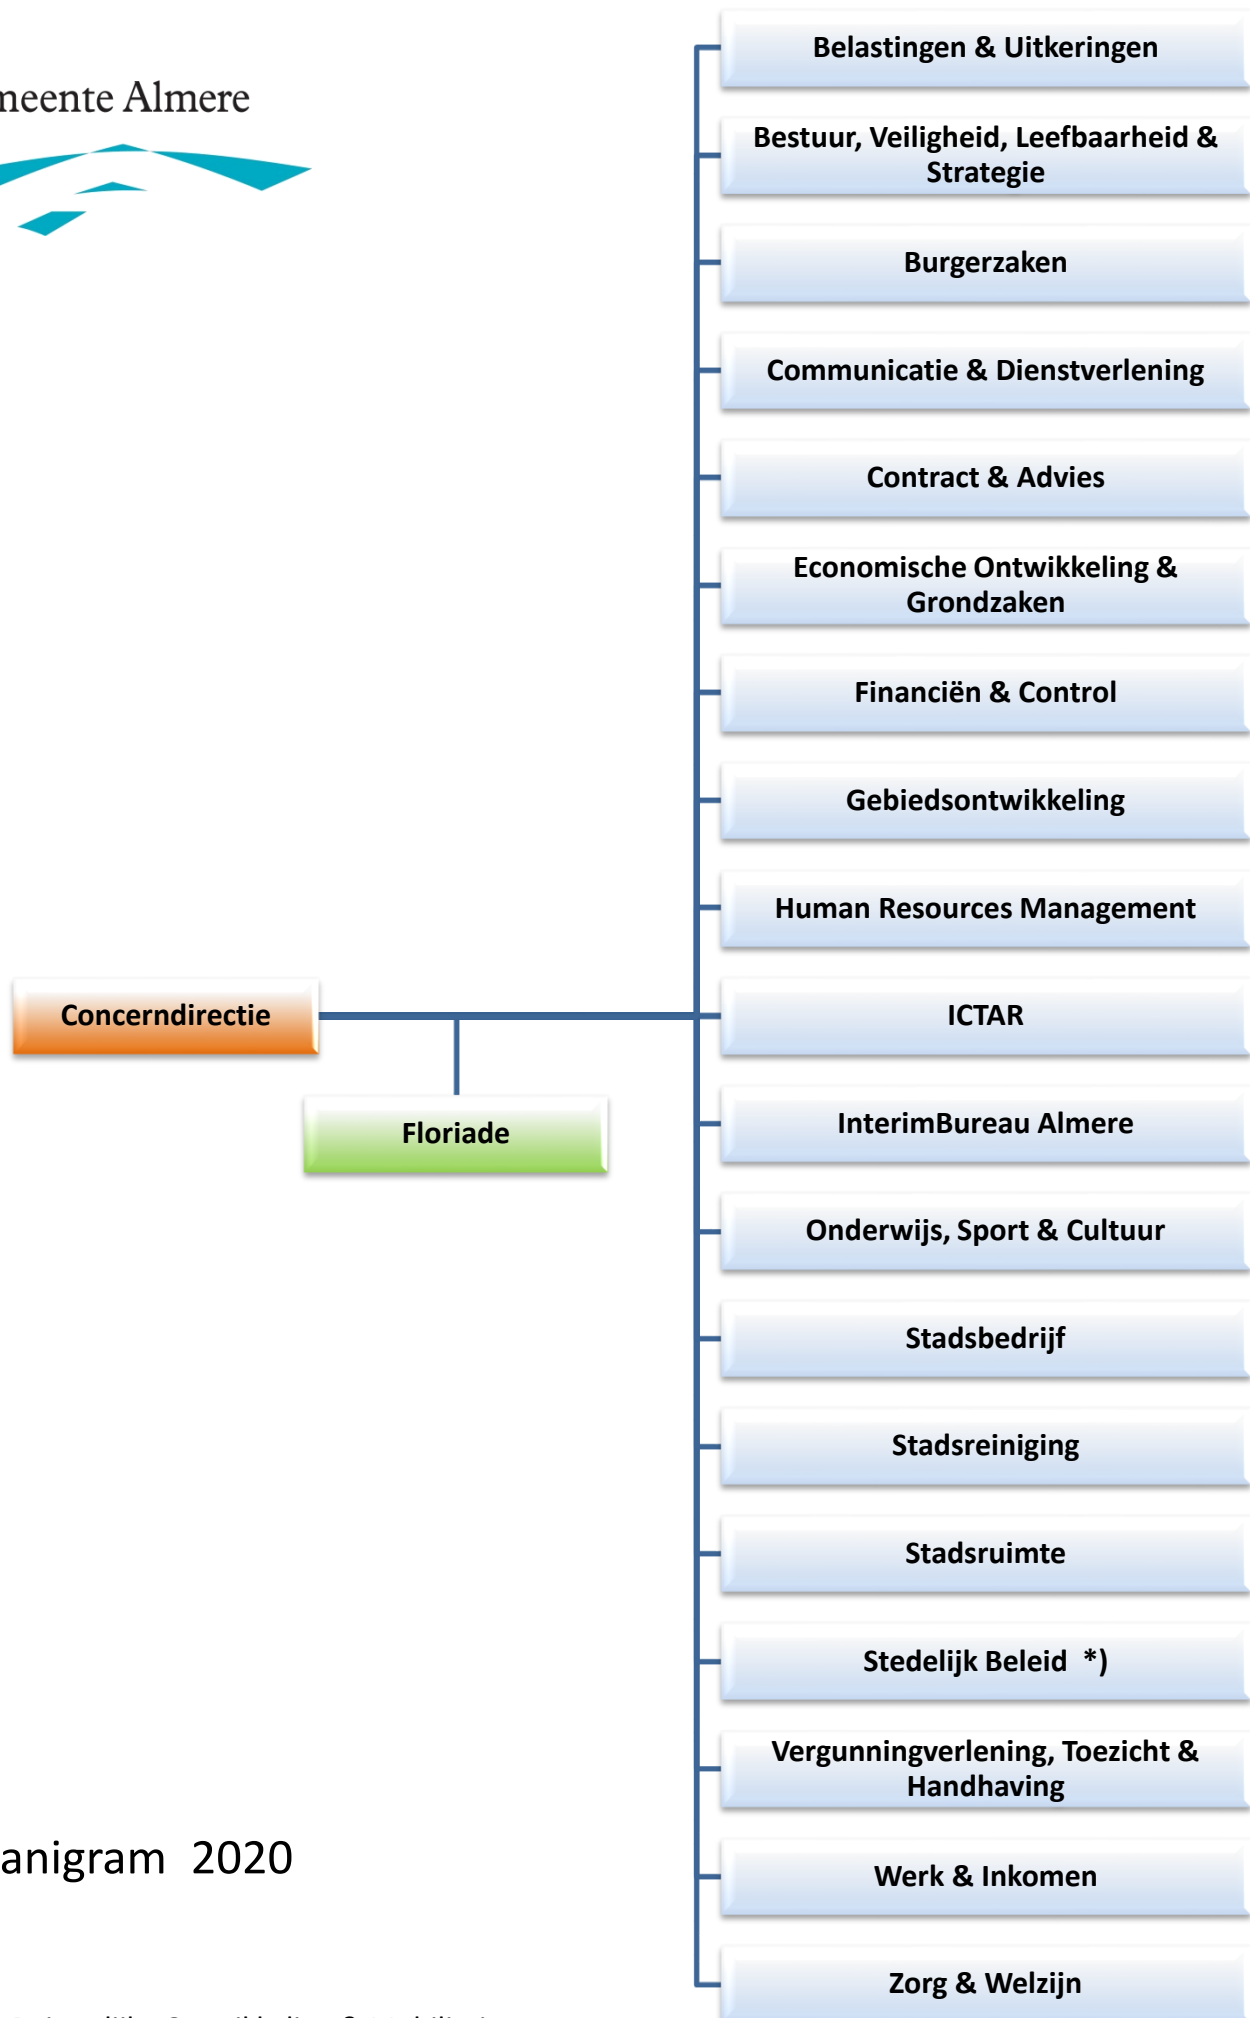 Almere
Belastingen & Uitkeringen
Bestuur, Veiligheid, Leefbaarheid &
Strategie
Burgerzaken
Communicatie & Dienstverlening
Contract & Advies
Economische Ontwikkeling &
Grondzaken
Financiën & Control
Gebiedsontwikkeling
Human Resources Management
Concerndirectie
ICTAR
Floriade
InterimBureau Almere
Onderwijs, Sport & Cultuur
Stadsbedrijf
Stadsreiniging
Stadsruimte
Stedelijk Beleid *)
Vergunningverlening, Toezicht &
Handhaving
anigram 2020
Werk & Inkomen
Zorg & Welzijn